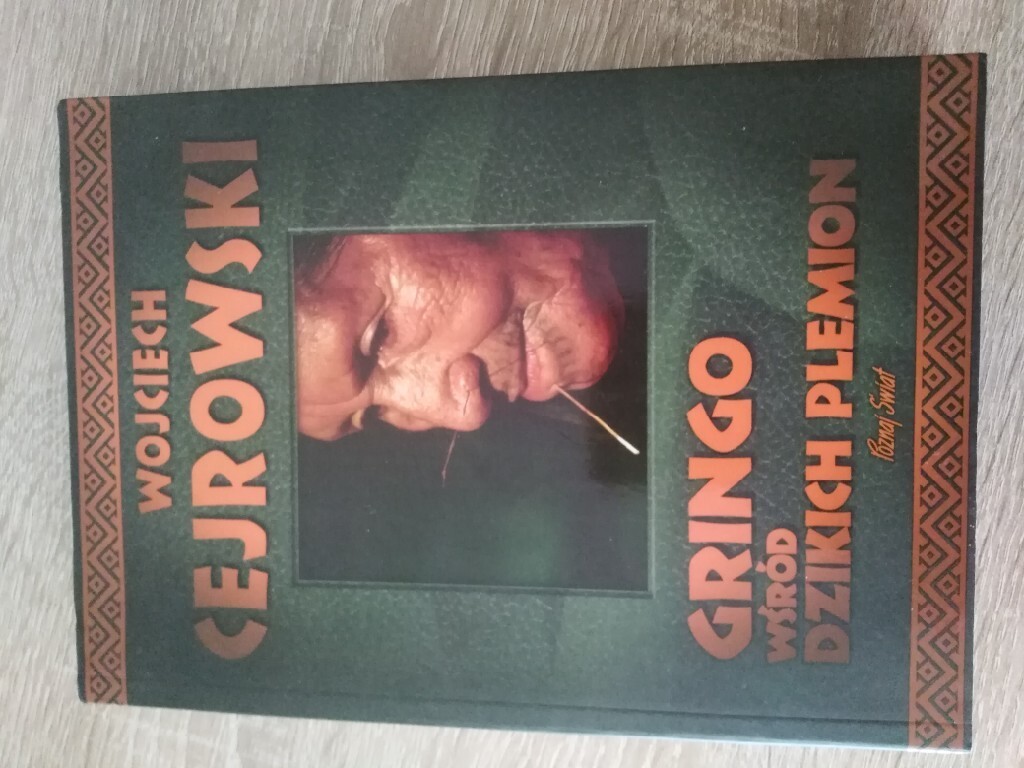 WOJCIECH
CEJROWSKI
GRINGO
WŚRÓD
DZIKICH PLEMION
Poznaj Świat